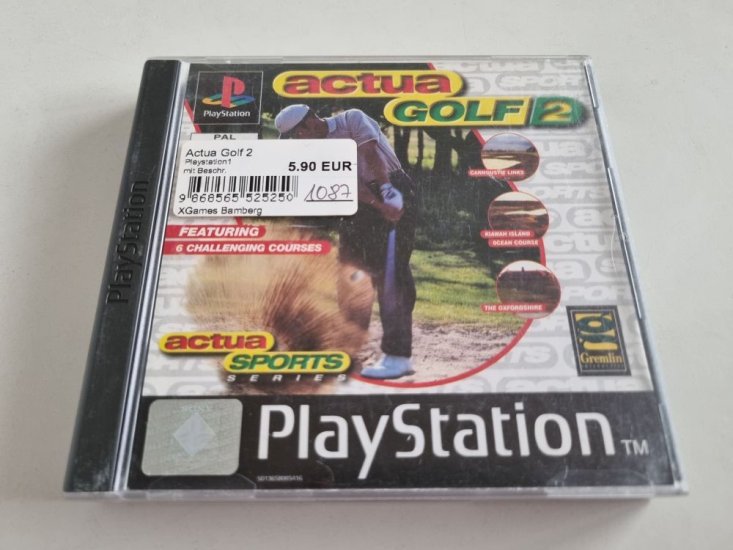 PlayStation
PlayStation
actua
GOLF 2
PAL
Actua Golf 2
Playstation1
mit Beschr.
5.90 EUR
9 868565 525250
1087
XGames Bamberg
FEATURING
6 CHALLENGING COURSES
CARNOUSTIE LINKS
KIAWAH ISLAND
OCEAN COURSE
THE OXFORDSHIRE
actua
SPORTS
SERIES
Gremlin
PlayStation™